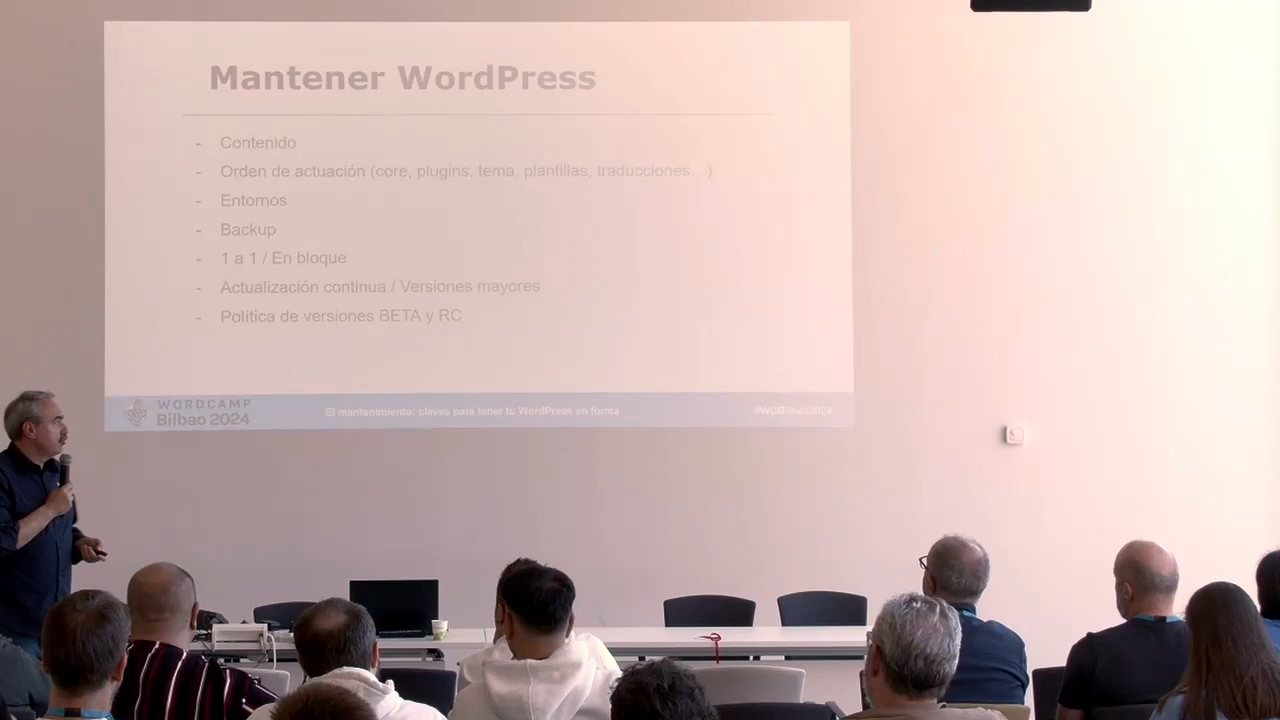 Mantener WordPress
- Contenido
- Orden de actuación (core, plugins, tema, plantillas, traducciones...)
- Entornos
- Backup
- 1 a 1 / En bloque
- Actualización continua / Versiones mayores
- Política de versiones BETA y RC
WORDCAMP
Bilbao 2024
El mantenimiento: claves para tener tu WordPress en forma
#WCBilbao2024